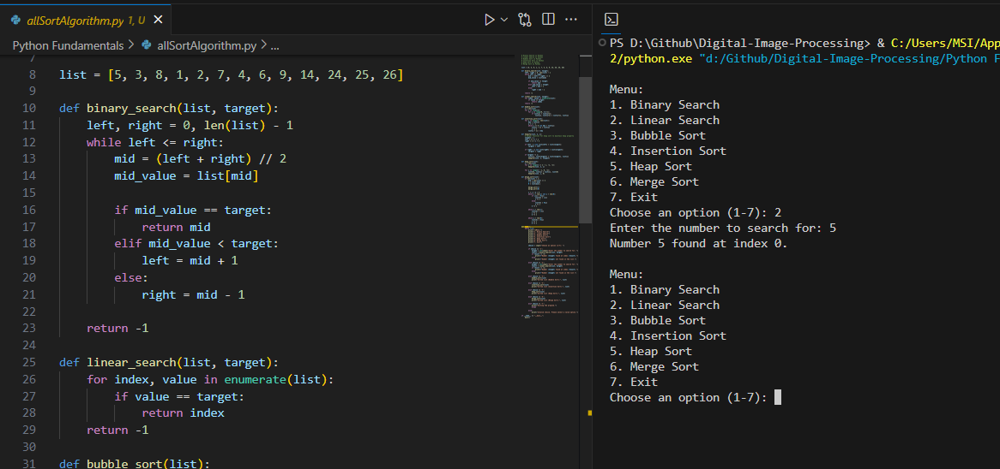 allSortAlgorithm.py 1, U
Python Fundamentals > allSortAlgorithm.py > ...
7
8 list = [5, 3, 8, 1, 2, 7, 4, 6, 9, 14, 24, 25, 26]
9
10 def binary_search(list, target):
11 left, right = 0, len(list) - 1
12 while left <= right:
13 mid = (left + right) // 2
14 mid_value = list[mid]
15
16 if mid_value == target:
17 return mid
18 elif mid_value < target:
19 left = mid + 1
20 else:
21 right = mid - 1
22
23 return -1
24
25 def linear_search(list, target):
26 for index, value in enumerate(list):
27 if value == target:
28 return index
29 return -1
30
31 def bubble_sort(list):
PS D:\Github\Digital-Image-Processing> & C:/Users/MSI/App
2/python.exe "d:/Github/Digital-Image-Processing/Python F
Menu:
1. Binary Search
2. Linear Search
3. Bubble Sort
4. Insertion Sort
5. Heap Sort
6. Merge Sort
7. Exit
Choose an option (1-7): 2
Enter the number to search for: 5
Number 5 found at index 0.
Menu:
1. Binary Search
2. Linear Search
3. Bubble Sort
4. Insertion Sort
5. Heap Sort
6. Merge Sort
7. Exit
Choose an option (1-7):